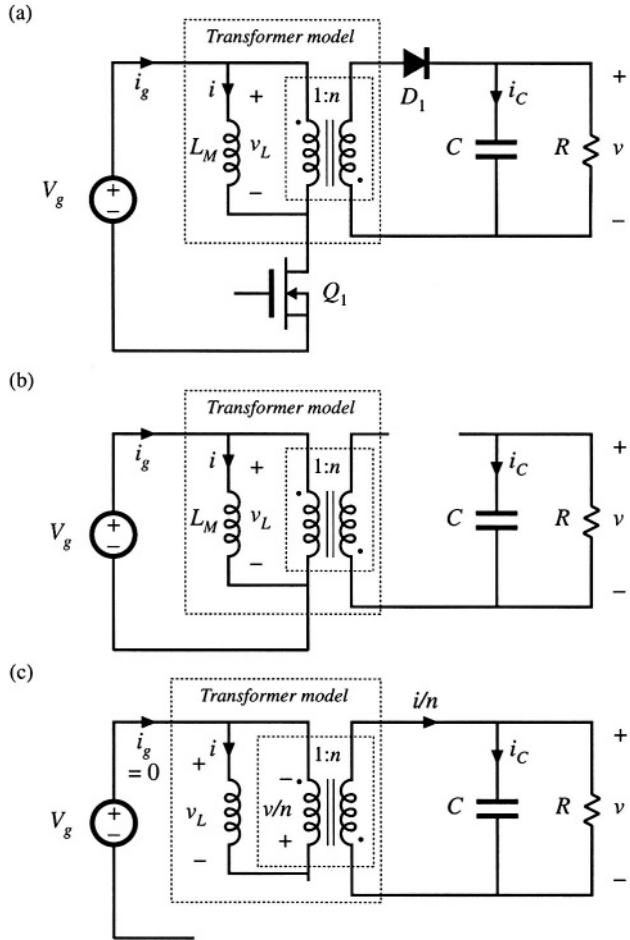 (a)
Transformer model
i_g
i
+
1:n
D_1
i_C
+
L_M
v_L
C
R
v
V_g
+
−
−
−
Q_1
(b)
Transformer model
i_g
i
+
1:n
i_C
+
L_M
v_L
C
R
v
V_g
+
−
−
−
(c)
Transformer model
i/n
i_g
= 0
i
+
1:n
i_C
+
−
v_L
v/n
C
R
v
V_g
+
−
−
+
−